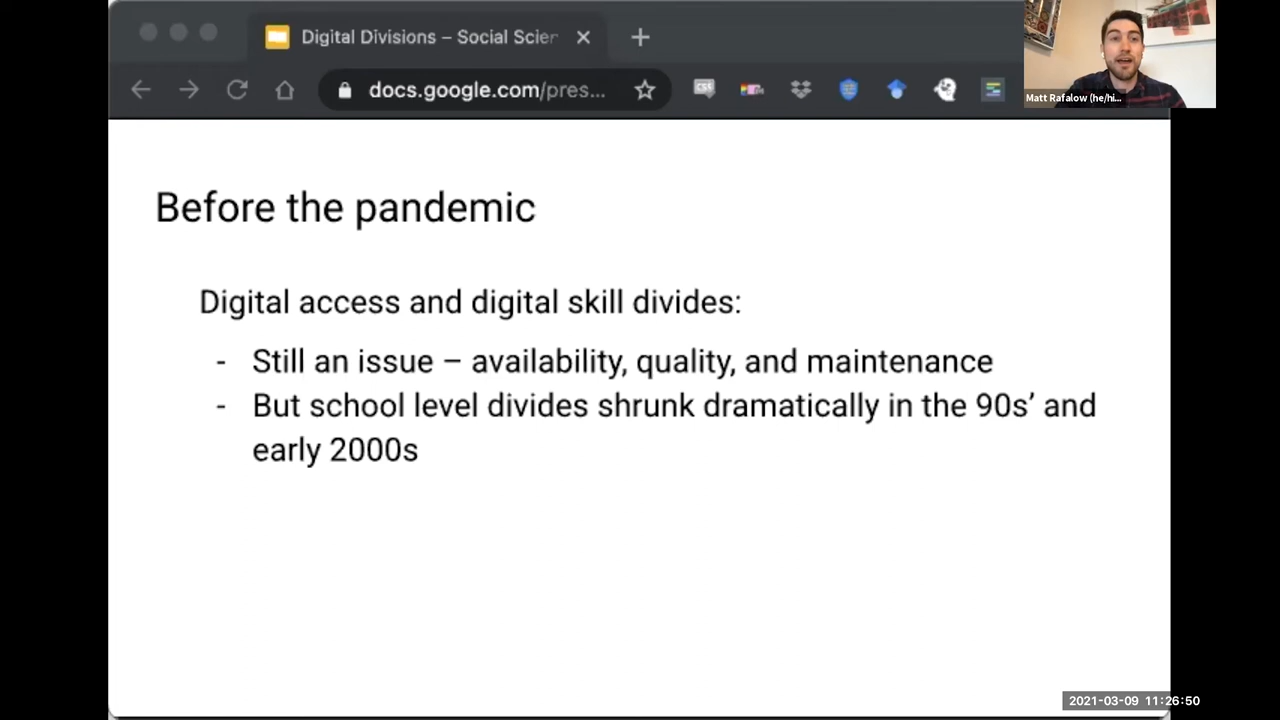 Digital Divisions – Social Scier
docs.google.com/pres...
Matt Rafalow (he/hi...
Before the pandemic
Digital access and digital skill divides:
- Still an issue – availability, quality, and maintenance
- But school level divides shrunk dramatically in the 90s’ and
early 2000s
2021-03-09 11:26:50